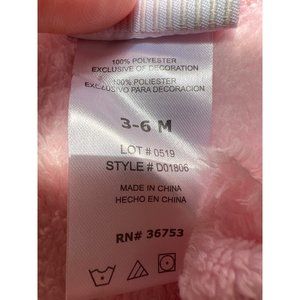 100% POLYESTER
EXCLUSIVE OF DECORATION
100% POLIESTER
EXCLUSIVO PARA DECORACION
3-6 M
LOT # 0519
STYLE # D01806
MADE IN CHINA
HECHO EN CHINA
RN# 36753